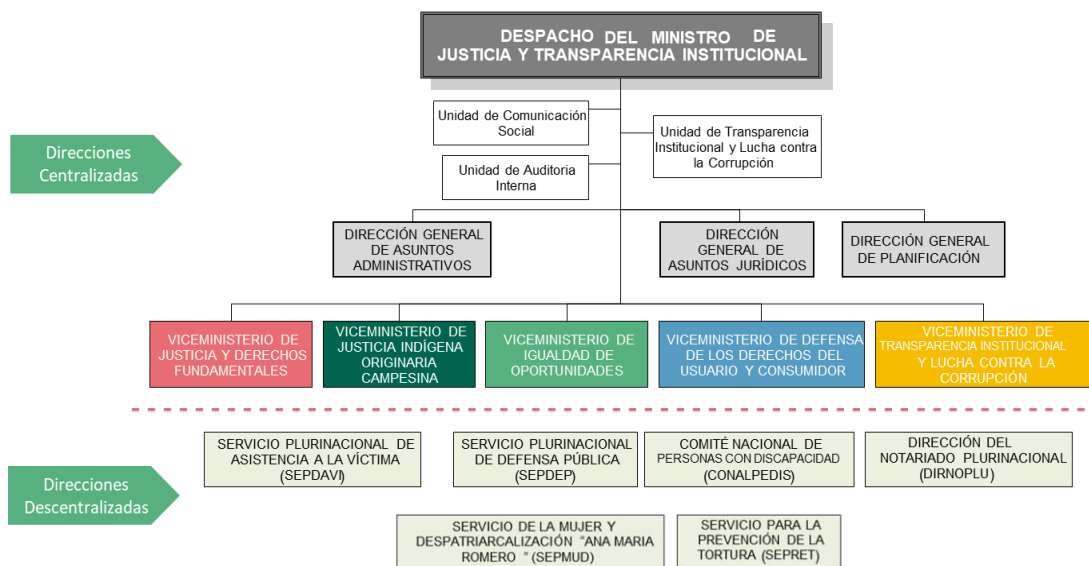 DESPACHO DEL MINISTRO DE
JUSTICIA Y TRANSPARENCIA INSTITUCIONAL
Unidad de Comunicación
Social
Unidad de Transparencia
Institucional y Lucha contra
la Corrupción
Direcciones
Centralizadas
Unidad de Auditoria
Interna
DIRECCIÓN GENERAL
DE ASUNTOS
ADMINISTRATIVOS
DIRECCIÓN
GENERAL DE
ASUNTOS JURÍDICOS
DIRECCIÓN GENERAL
DE PLANIFICACIÓN
VICEMINISTERIO DE
JUSTICIA Y DERECHOS
FUNDAMENTALES
VICEMINISTERIO DE
JUSTICIA INDÍGENA
ORIGINARIA
CAMPESINA
VICEMINISTERIO DE
IGUALDAD DE
OPORTUNIDADES
VICEMINISTERIO DE DEFENSA
DE LOS DERECHOS DEL
USUARIO Y CONSUMIDOR
VICEMINISTERIO DE
TRANSPARENCIA INSTITUCIONAL
Y LUCHA CONTRA LA
CORRUPCIÓN
Direcciones
Descentralizadas
SERVICIO PLURINACIONAL DE
ASISTENCIA A LA VÍCTIMA
(SEPDAVI)
SERVICIO PLURINACIONAL
DE DEFENSA PÚBLICA
(SEPDEP)
COMITÉ NACIONAL DE
PERSONAS CON DISCAPACIDAD
(CONALPEDIS)
DIRECCIÓN DEL
NOTARIADO PLURINACIONAL
(DIRNOPLU)
SERVICIO DE LA MUJER Y
DESPATRIARCALIZACIÓN "ANA MARIA
ROMERO " (SEPMUD)
SERVICIO PARA LA
PREVENCIÓN DE LA
TORTURA (SEPRET)